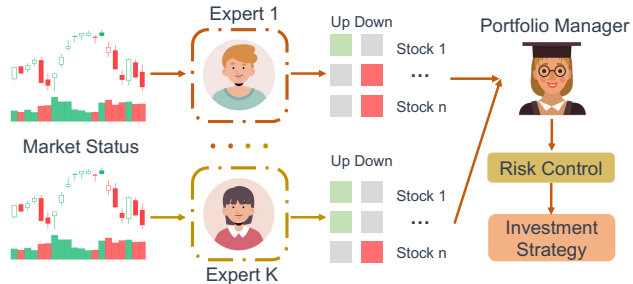 Expert 1
Up Down
Stock 1
...
Stock n
Portfolio Manager
Market Status
Up Down
Stock 1
...
Stock n
Expert K
Risk Control
Investment
Strategy